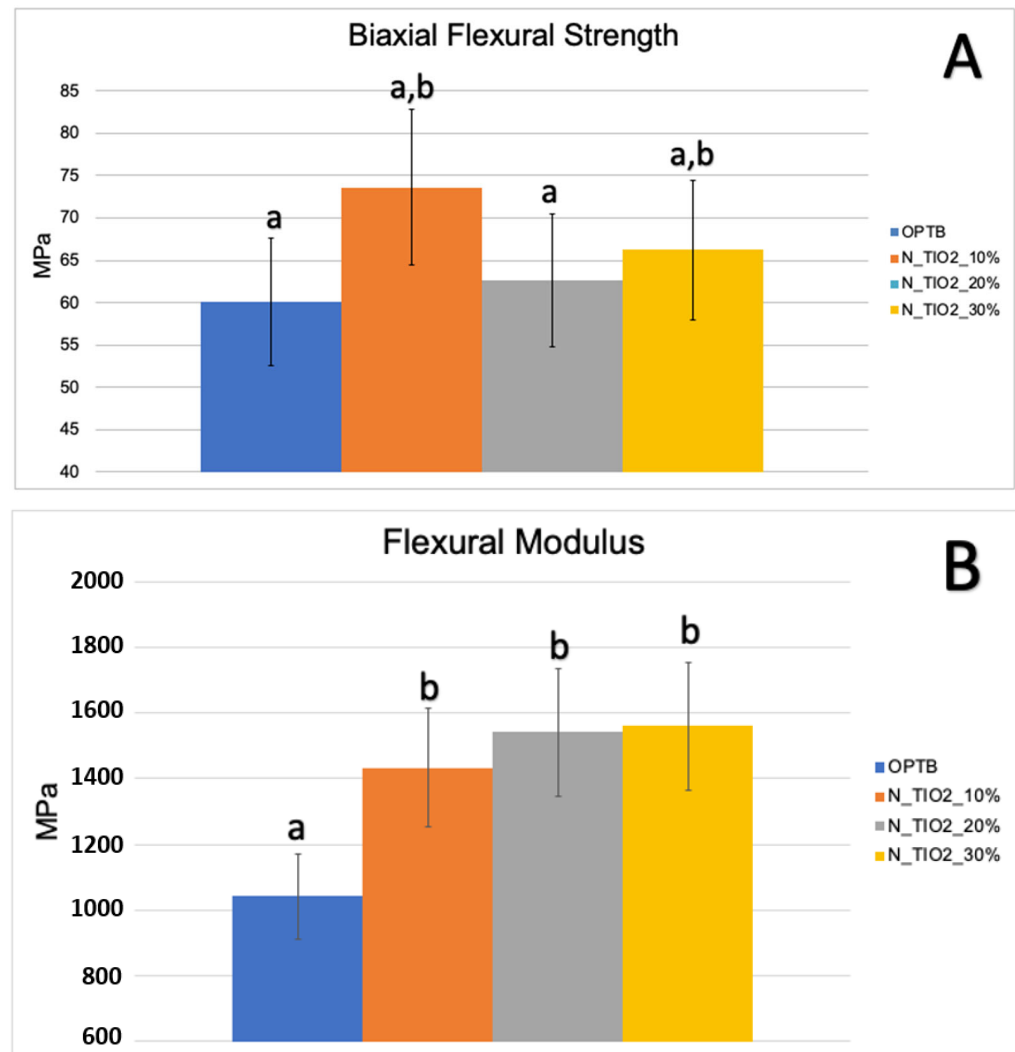 Biaxial Flexural Strength
A
85
80
75
70
65
60
55
50
45
40
MPa
a
a,b
a
a,b
OPTB
N_TIO2_10%
N_TIO2_20%
N_TIO2_30%
Flexural Modulus
B
2000
1800
1600
1400
1200
1000
800
600
MPa
a
b
b
b
OPTB
N_TIO2_10%
N_TIO2_20%
N_TIO2_30%